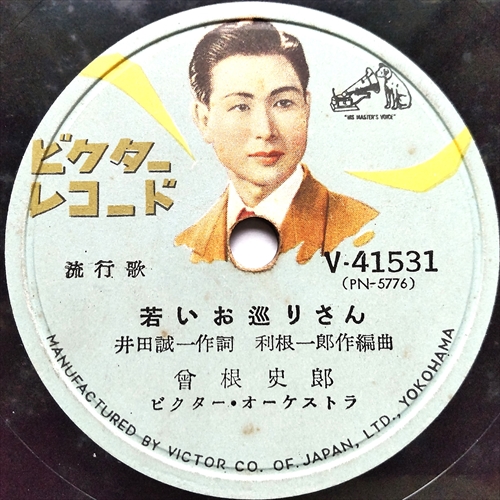 ビクター
レコード
"HIS MASTER'S VOICE"
流行歌
V-41531
(PN-5776)
若いお巡りさん
井田誠一作詞 利根一郎作編曲
曾根史郎
ビクター・オーケストラ
MANUFACTURED BY VICTOR CO. OF JAPAN, LTD., YOKOHAMA